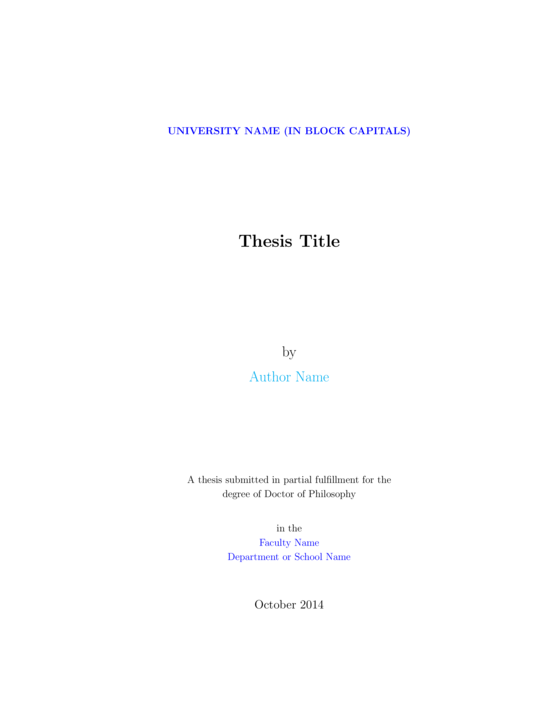 UNIVERSITY NAME (IN BLOCK CAPITALS)
Thesis Title
by
Author Name
A thesis submitted in partial fulfillment for the
degree of Doctor of Philosophy
in the
Faculty Name
Department or School Name
October 2014